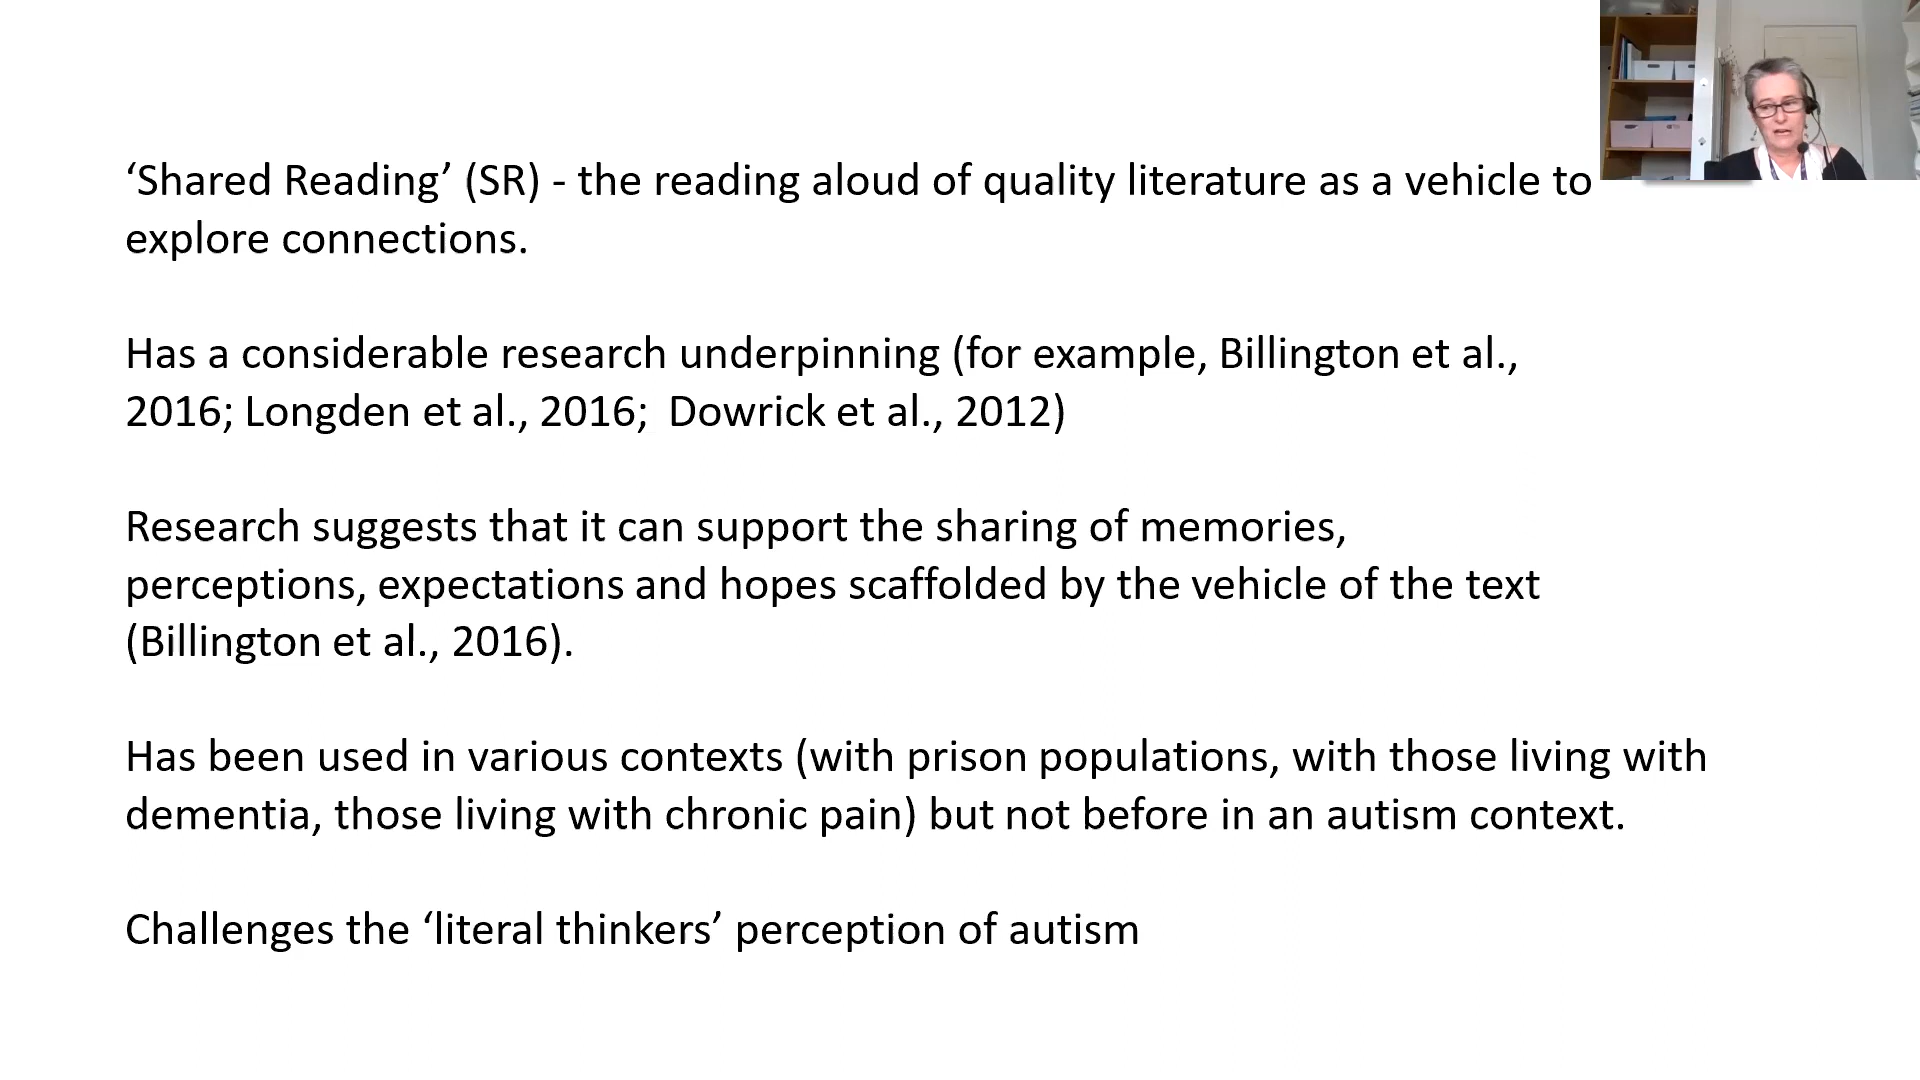 ‘Shared Reading’ (SR) - the reading aloud of quality literature as a vehicle to
explore connections.
Has a considerable research underpinning (for example, Billington et al.,
2016; Longden et al., 2016;  Dowrick et al., 2012)
Research suggests that it can support the sharing of memories,
perceptions, expectations and hopes scaffolded by the vehicle of the text
(Billington et al., 2016).
Has been used in various contexts (with prison populations, with those living with
dementia, those living with chronic pain) but not before in an autism context.
Challenges the ‘literal thinkers’ perception of autism